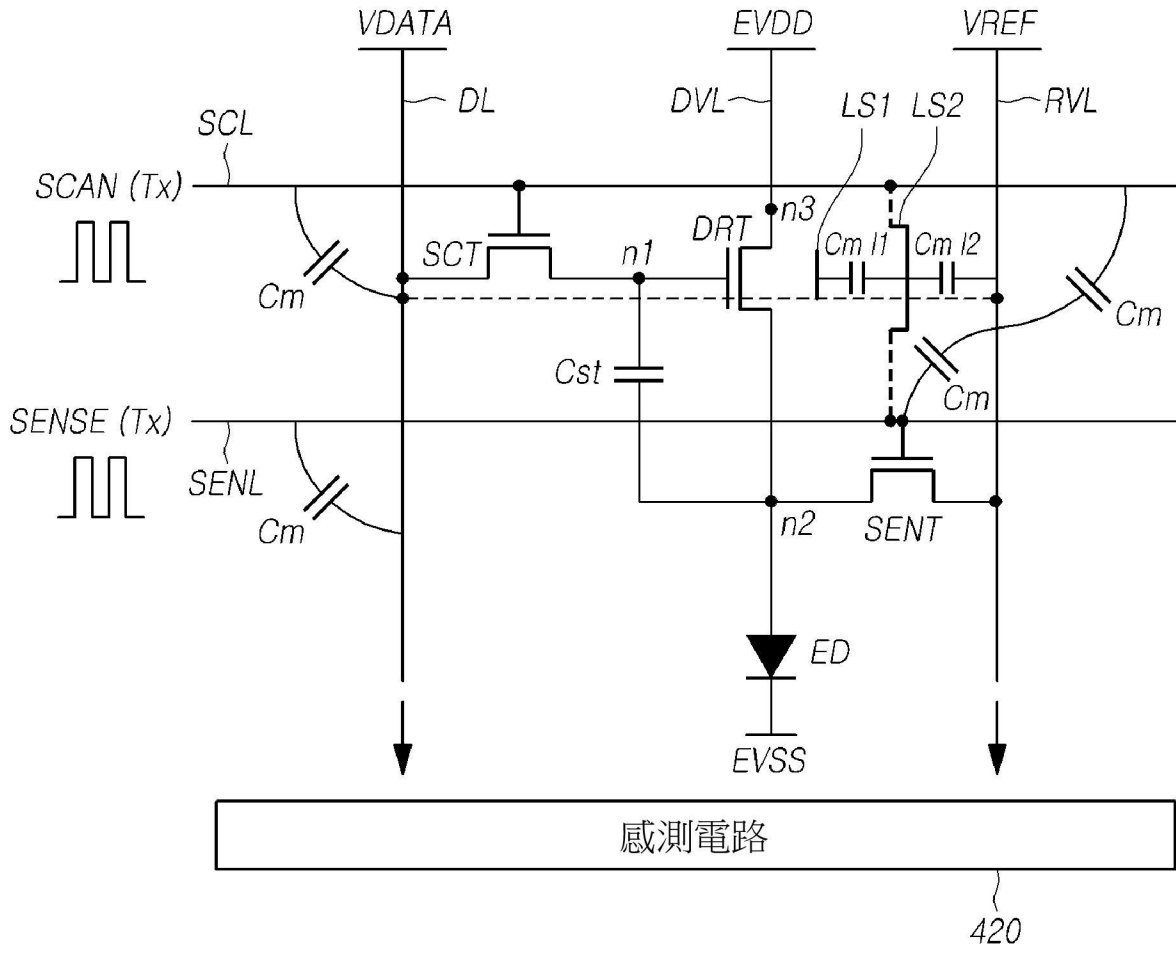 VDATA
EVDD
VREF
DL
DVL
LS1
LS2
RVL
SCL
SCAN (Tx)
n3
DRT
SCT
n1
Cm l1
Cm l2
Cm
Cm
Cst
Cm
SENSE (Tx)
SENL
Cm
n2
SENT
ED
EVSS
感測電路
420